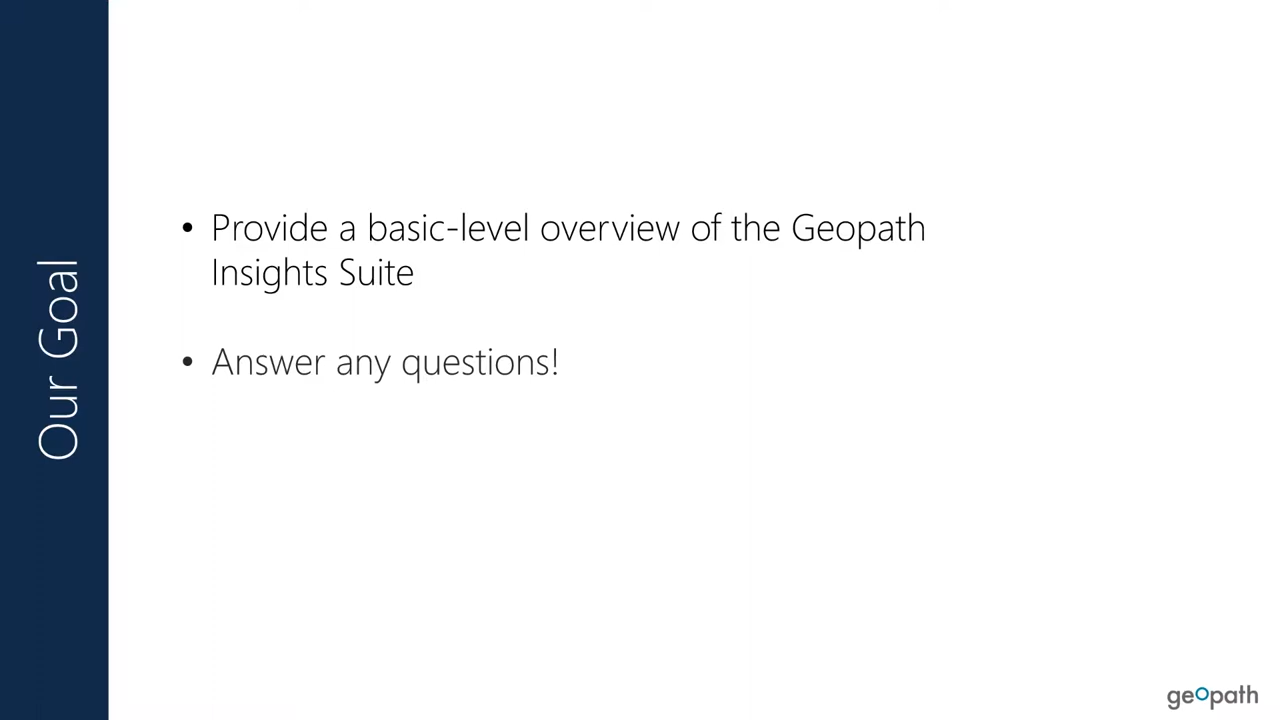 Our Goal
• Provide a basic-level overview of the Geopath
Insights Suite
• Answer any questions!
geopath